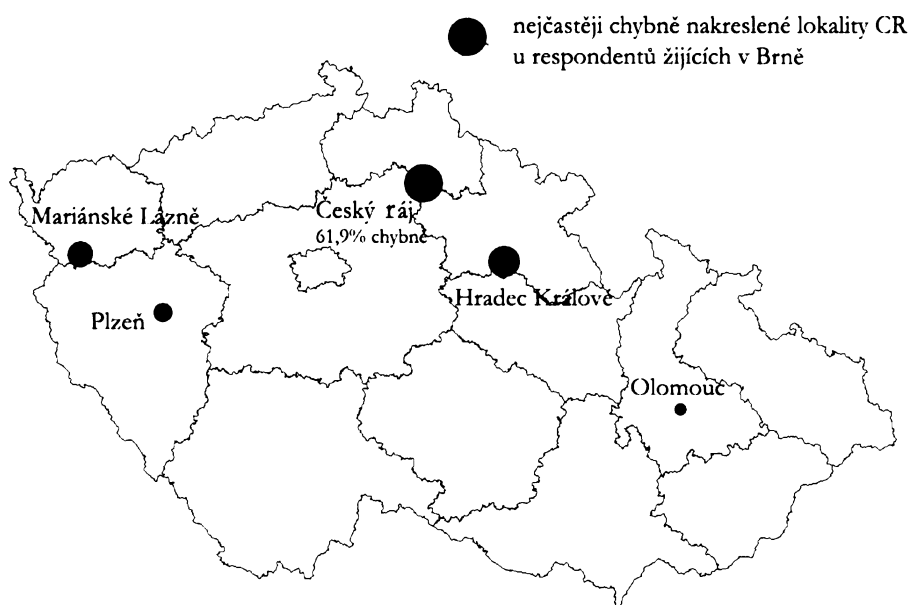 nejčastěji chybně nakreslené lokality CR
u respondentů žijících v Brně
Mariánské Lázně
Český ráj
61,9% chybně
Hradec Králové
Plzeň
Olomouc